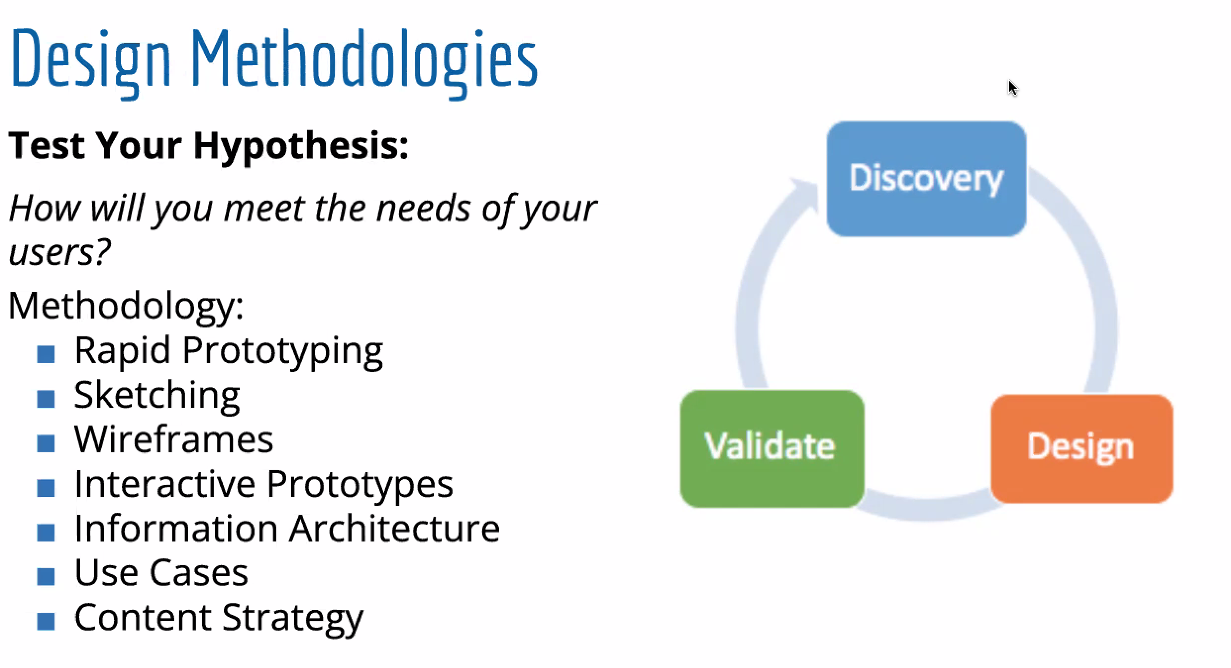 Design Methodologies
Test Your Hypothesis:
How will you meet the needs of your
users?
Methodology:
Rapid Prototyping
Sketching
Wireframes
Interactive Prototypes
Information Architecture
Use Cases
Content Strategy
Discovery
Validate
Design